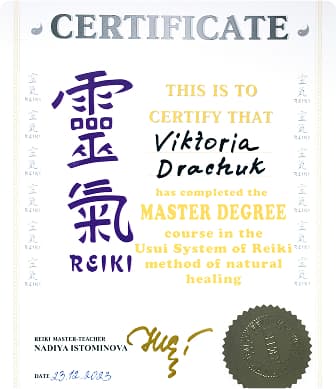 CERTIFICATE
靈氣
REIKI
THIS IS TO
CERTIFY THAT
Viktoria
Drachuk
has completed the
MASTER DEGREE
course in the
Usui System of Reiki
method of natural
healing
REIKI MASTER-TEACHER
NADIYA ISTOMINOVA
DATE 23.12.2023